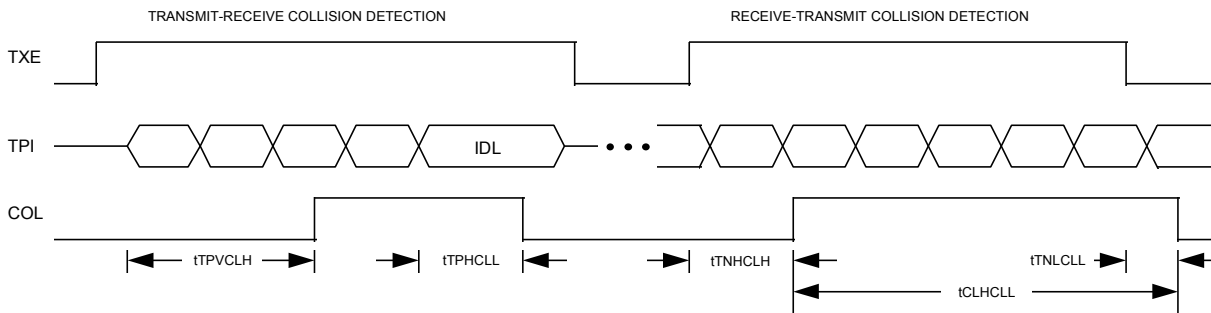 TRANSMIT-RECEIVE COLLISION DETECTION
RECEIVE-TRANSMIT COLLISION DETECTION
TXE
TPI
IDL
COL
tTPVCLH
tTPHCLL
tTNHCLH
tTNLCLL
tCLHCLL